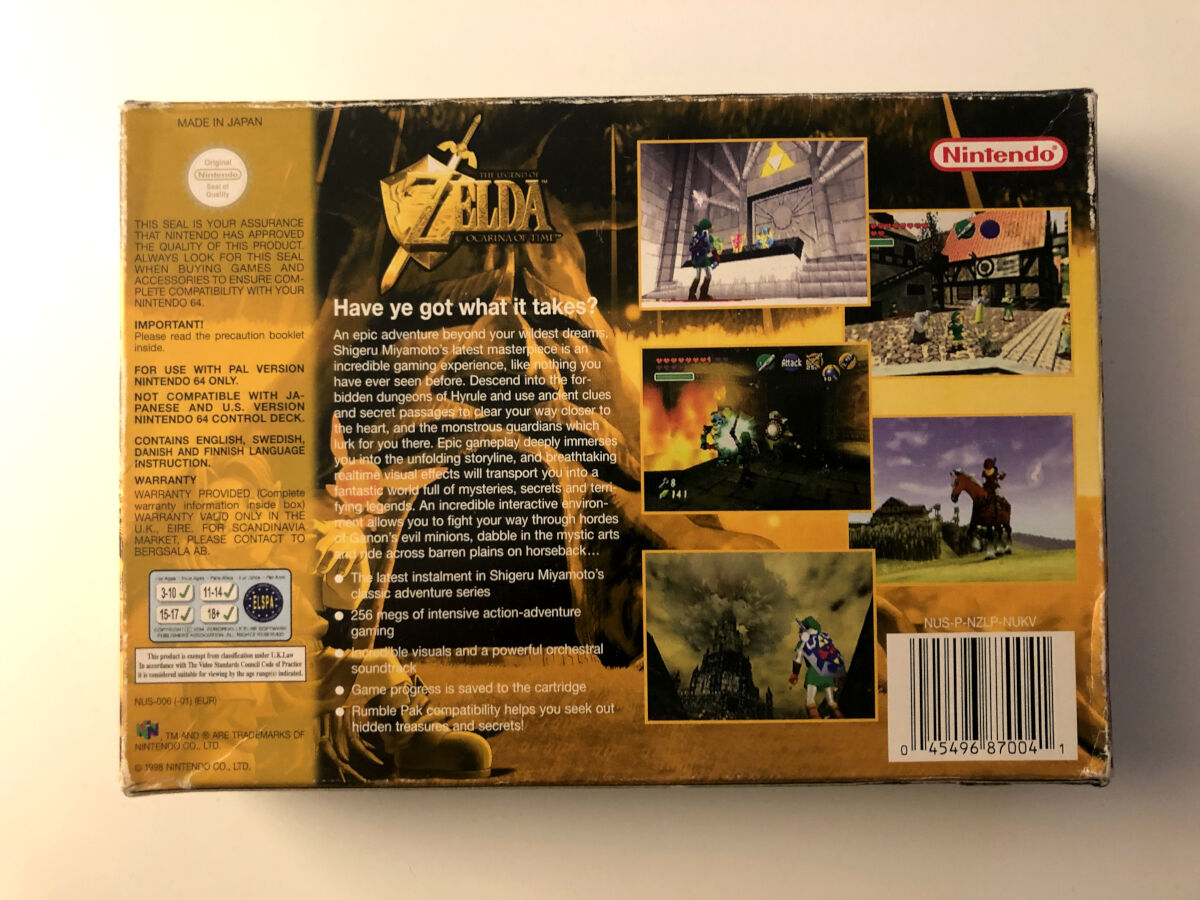 MADE IN JAPAN
Original
Nintendo
Seal of
Quality
THIS SEAL IS YOUR ASSURANCE
THAT NINTENDO HAS APPROVED
THE QUALITY OF THIS PRODUCT.
ALWAYS LOOK FOR THIS SEAL
WHEN BUYING GAMES AND
ACCESSORIES TO ENSURE COM-
PLETE COMPATIBILITY WITH YOUR
NINTENDO 64.
IMPORTANT!
Please read the precaution booklet
inside.
FOR USE WITH PAL VERSION
NINTENDO 64 ONLY.
NOT COMPATIBLE WITH JA-
PANESE AND U.S. VERSION
NINTENDO 64 CONTROL DECK.
CONTAINS ENGLISH, SWEDISH,
DANISH AND FINNISH LANGUAGE
INSTRUCTION.
WARRANTY
WARRANTY PROVIDED (Complete
warranty information inside box)
WARRANTY VALID ONLY IN THE
U.K., EIRE. FOR SCANDINAVIA
MARKET, PLEASE CONTACT TO
BERGSALA AB.
3-10 11-14
15-17 18+
ELSPA
PUBLISHERS ASSOCIATION. ALL RIGHTS RESERVED
This product is exempt from classification under U.K.Law
In accordance with The Video Standards Council Code of Practice
it is considered suitable for viewing by the age range(s) indicated.
NUS-006 (-01) (EUR)
TM AND ® ARE TRADEMARKS OF
NINTENDO CO., LTD.
© 1998 NINTENDO CO., LTD.
THE LEGEND OF
ZELDA™
OCARINA OF TIME™
Have ye got what it takes?
An epic adventure beyond your wildest dreams,
Shigeru Miyamoto's latest masterpiece is an
incredible gaming experience, like nothing you
have ever seen before. Descend into the for-
bidden dungeons of Hyrule and use ancient clues
and secret passages to clear your way closer to
the heart, and the monstrous guardians which
lurk for you there. Epic gameplay deeply immerses
you into the unfolding storyline, and breathtaking
realtime visual effects will transport you into a
fantastic world full of mysteries, secrets and terri-
fying legends. An incredible interactive environ-
ment allows you to fight your way through hordes
of Ganon's evil minions, dabble in the mystic arts
and ride across barren plains on horseback…
● The latest instalment in Shigeru Miyamoto's
classic adventure series
● 256 megs of intensive action-adventure
gaming
● Incredible visuals and a powerful orchestral
soundtrack
● Game progress is saved to the cartridge
● Rumble Pak compatibility helps you seek out
hidden treasures and secrets!
Nintendo®
Attack
10
8
141
NUS-P-NZLP-NUKV
0 45496 87004 1